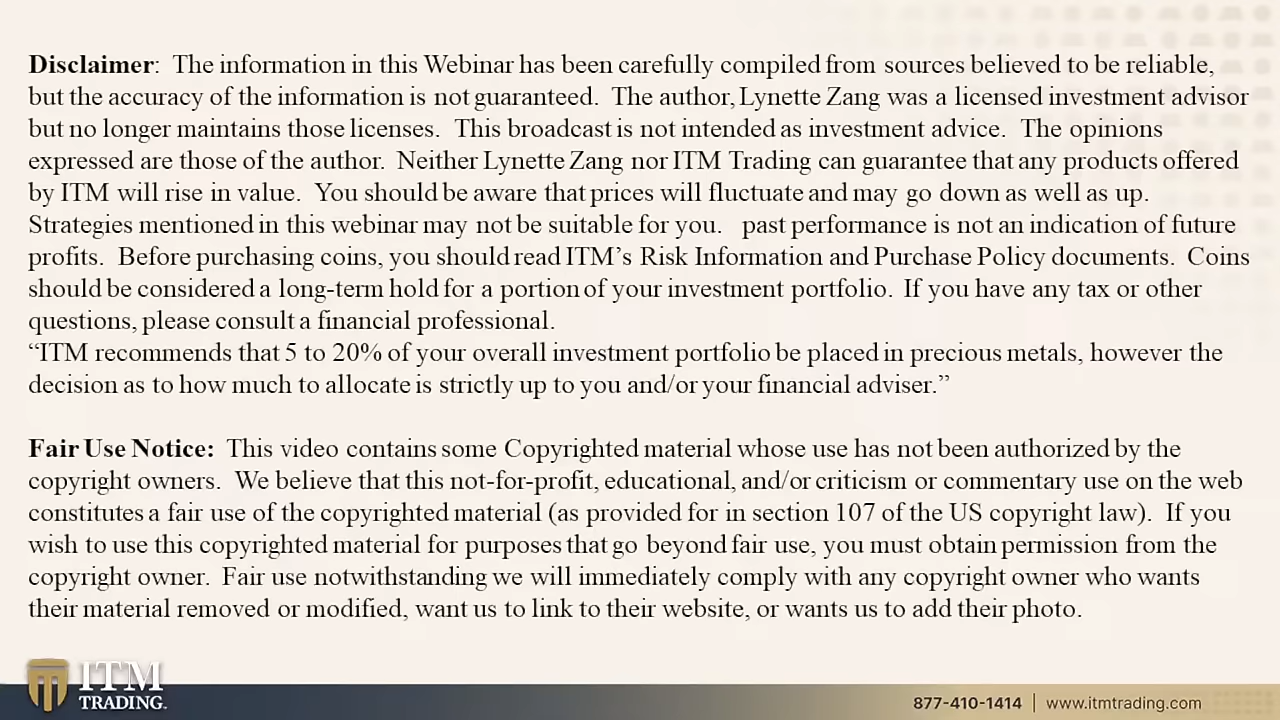 Disclaimer: The information in this Webinar has been carefully compiled from sources believed to be reliable,
but the accuracy of the information is not guaranteed. The author, Lynette Zang was a licensed investment advisor
but no longer maintains those licenses. This broadcast is not intended as investment advice. The opinions
expressed are those of the author. Neither Lynette Zang nor ITM Trading can guarantee that any products offered
by ITM will rise in value. You should be aware that prices will fluctuate and may go down as well as up.
Strategies mentioned in this webinar may not be suitable for you. past performance is not an indication of future
profits. Before purchasing coins, you should read ITM’s Risk Information and Purchase Policy documents. Coins
should be considered a long-term hold for a portion of your investment portfolio. If you have any tax or other
questions, please consult a financial professional.
“ITM recommends that 5 to 20% of your overall investment portfolio be placed in precious metals, however the
decision as to how much to allocate is strictly up to you and/or your financial adviser.”
Fair Use Notice: This video contains some Copyrighted material whose use has not been authorized by the
copyright owners. We believe that this not-for-profit, educational, and/or criticism or commentary use on the web
constitutes a fair use of the copyrighted material (as provided for in section 107 of the US copyright law). If you
wish to use this copyrighted material for purposes that go beyond fair use, you must obtain permission from the
copyright owner. Fair use notwithstanding we will immediately comply with any copyright owner who wants
their material removed or modified, want us to link to their website, or wants us to add their photo.
ITM
TRADING.
877-410-1414 | www.itmtrading.com